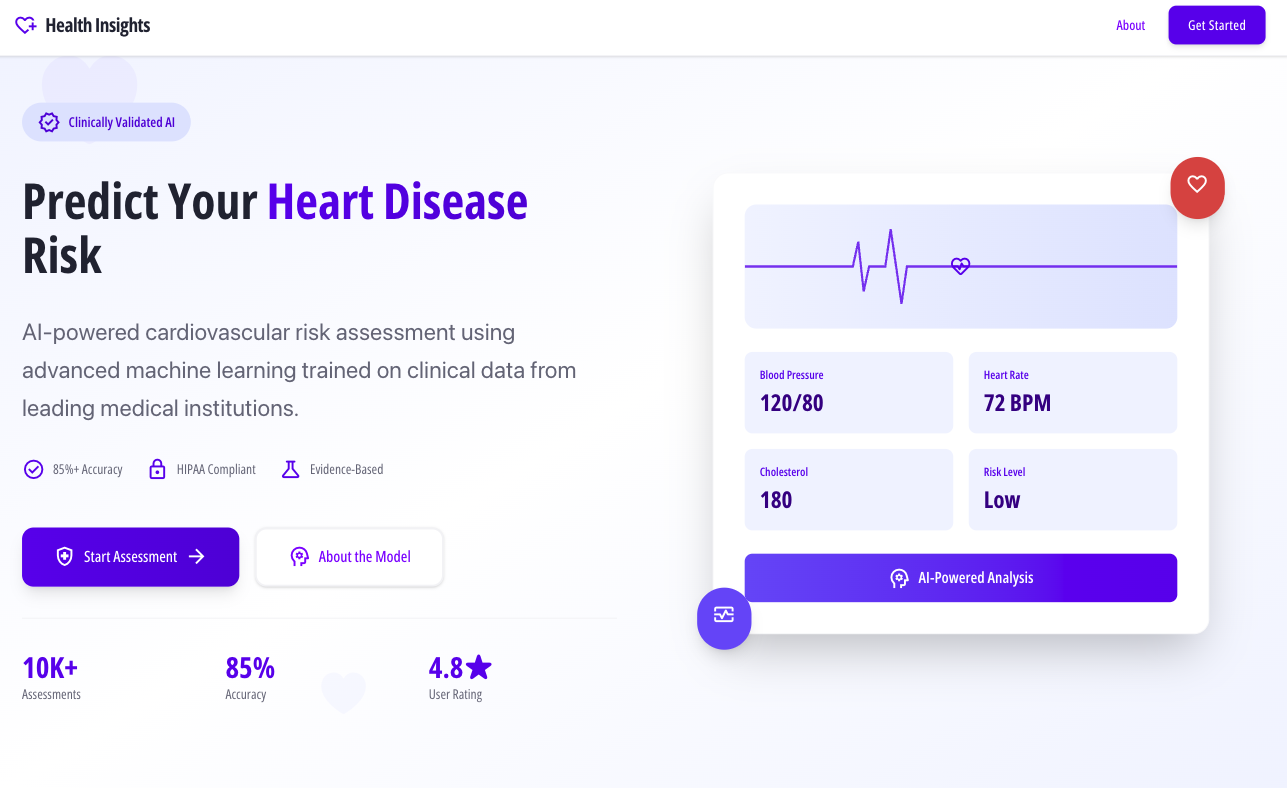 Health Insights
About
Get Started
Clinically Validated AI
Predict Your Heart Disease
Risk
AI-powered cardiovascular risk assessment using
advanced machine learning trained on clinical data from
leading medical institutions.
85%+ Accuracy
HIPAA Compliant
Evidence-Based
Start Assessment
About the Model
10K+
Assessments
85%
Accuracy
4.8★
User Rating
Blood Pressure
120/80
Heart Rate
72 BPM
Cholesterol
180
Risk Level
Low
AI-Powered Analysis